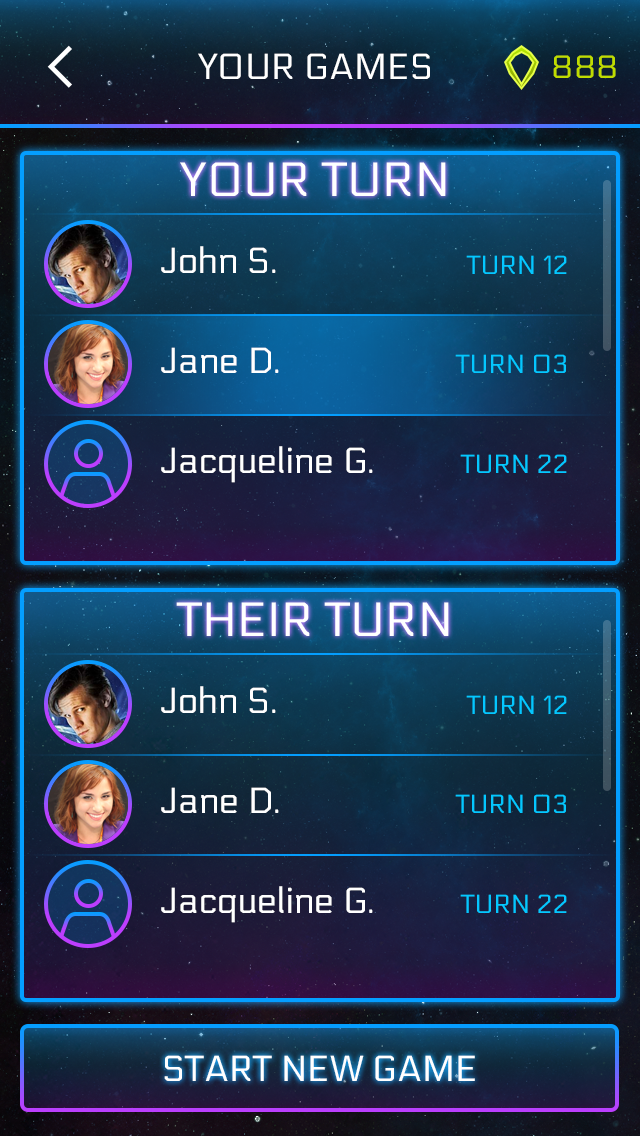 YOUR GAMES
888
YOUR TURN
John S.
TURN 12
Jane D.
TURN 03
Jacqueline G.
TURN 22
THEIR TURN
John S.
TURN 12
Jane D.
TURN 03
Jacqueline G.
TURN 22
START NEW GAME